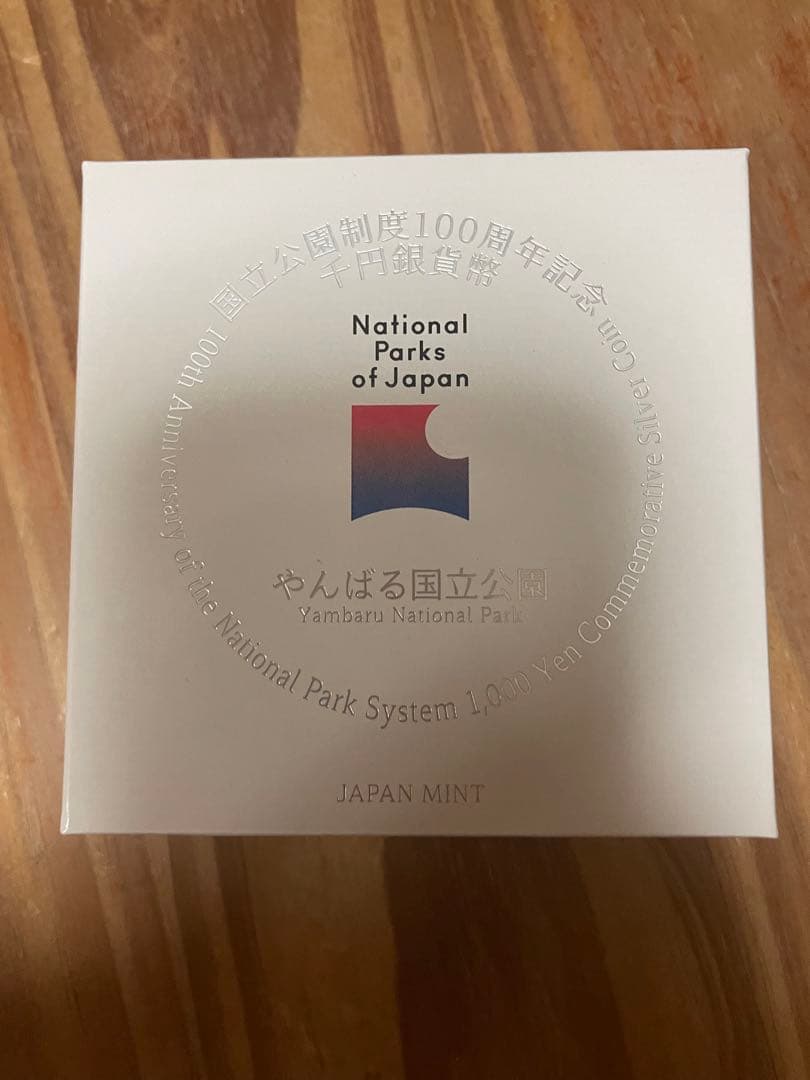 国立公園制度100周年記念
千円銀貨幣
National
Parks
of Japan
やんばる国立公園
Yambaru National Park
100th Anniversary of the National Park System 1,000 Yen Commemorative Silver Coin
JAPAN MINT